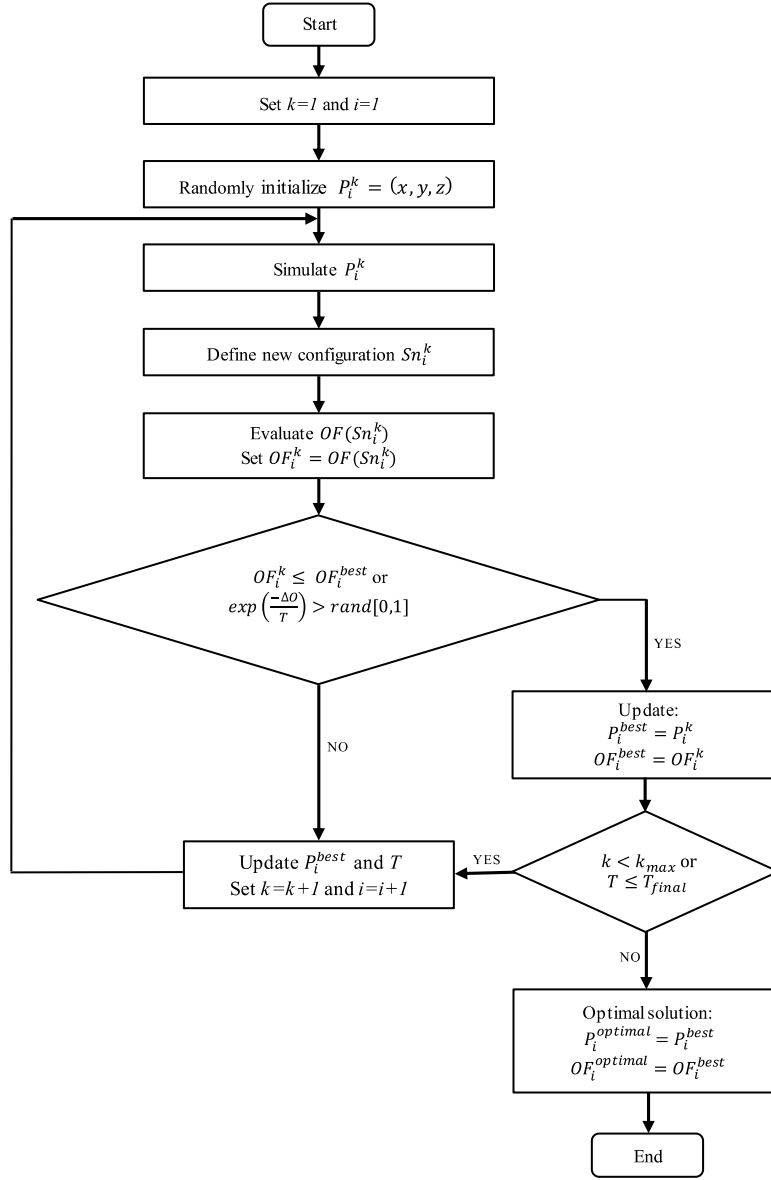 Start
Set k=1 and i=1
Randomly initialize P_i^k = (x, y, z)
Simulate P_i^k
Define new configuration Sn_i^k
Evaluate OF(Sn_i^k)
Set OF_i^k = OF(Sn_i^k)
OF_i^k ≤ OF_i^best or
exp(-ΔO/T) > rand[0,1]
YES
Update:
P_i^best = P_i^k
OF_i^best = OF_i^k
NO
Update P_i^best and T
Set k=k+1 and i=i+1
YES
k < k_max or
T ≤ T_final
NO
Optimal solution:
P_i^optimal = P_i^best
OF_i^optimal = OF_i^best
End